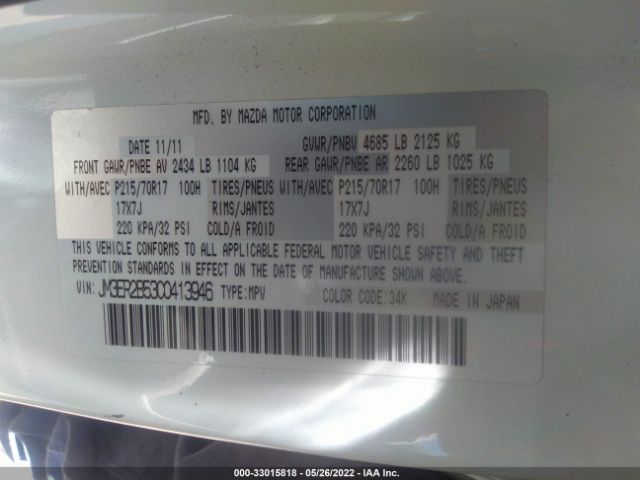 MFD. BY MAZDA MOTOR CORPORATION
DATE 11/11 GVWR/PNBV 4685 LB 2125 KG
FRONT GAWR/PNBE AV 2434 LB 1104 KG REAR GAWR/PNBE AR 2260 LB 1025 KG
WITH/AVEC P215/70R17 100H TIRES/PNEUS WITH/AVEC P215/70R17 100H TIRES/PNEUS
17X7J RIMS/JANTES 17X7J RIMS/JANTES
220 KPA/32 PSI COLD/A FROID 220 KPA/32 PSI COLD/A FROID
THIS VEHICLE CONFORMS TO ALL APPLICABLE FEDERAL MOTOR VEHICLE SAFETY AND THEFT
PREVENTION STANDARDS IN EFFECT ON THE DATE OF MANUFACTURE SHOWN ABOVE.
VIN: JM3ER2B53C0413946 TYPE:MPV COLOR CODE:34K MADE IN JAPAN
000-33015818 - 05/26/2022 - IAA Inc.